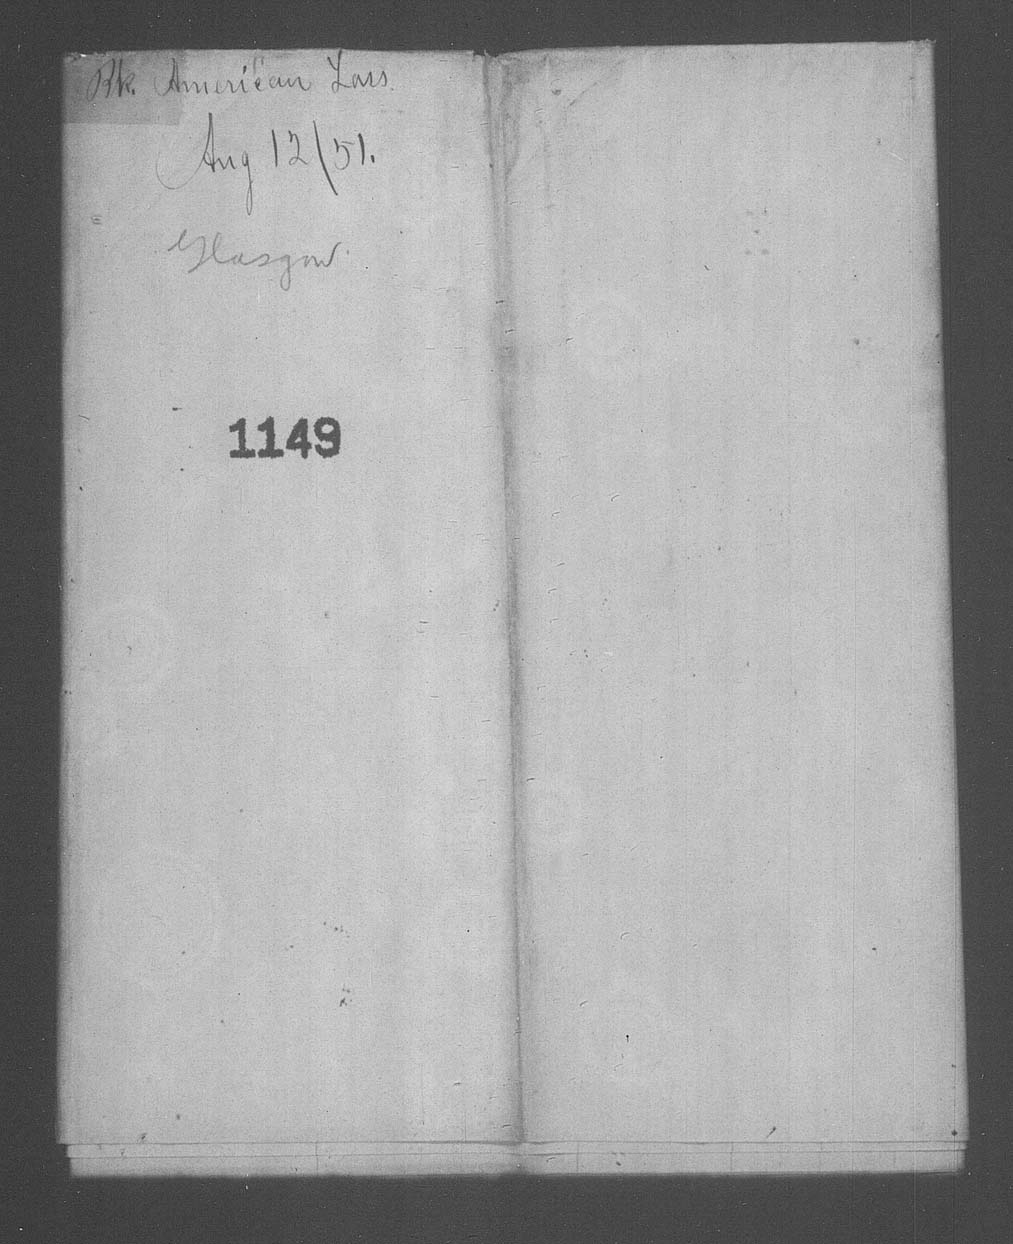 Bk. American Lass.
Aug 12/51.
Glasgow
1149